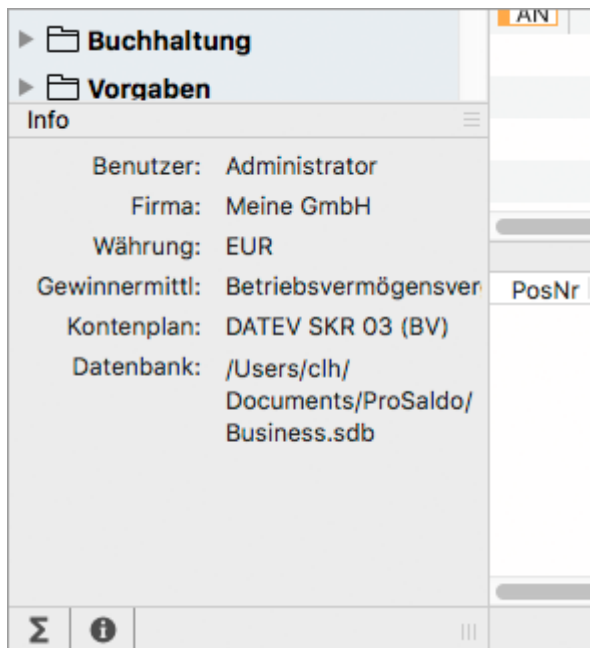 Buchhaltung
Vorgaben
Info
Benutzer: Administrator
Firma: Meine GmbH
Währung: EUR
Gewinnermittl: Betriebsvermögensver
Kontenplan: DATEV SKR 03 (BV)
Datenbank: /Users/clh/
Documents/ProSaldo/
Business.sdb
AN
PosNr